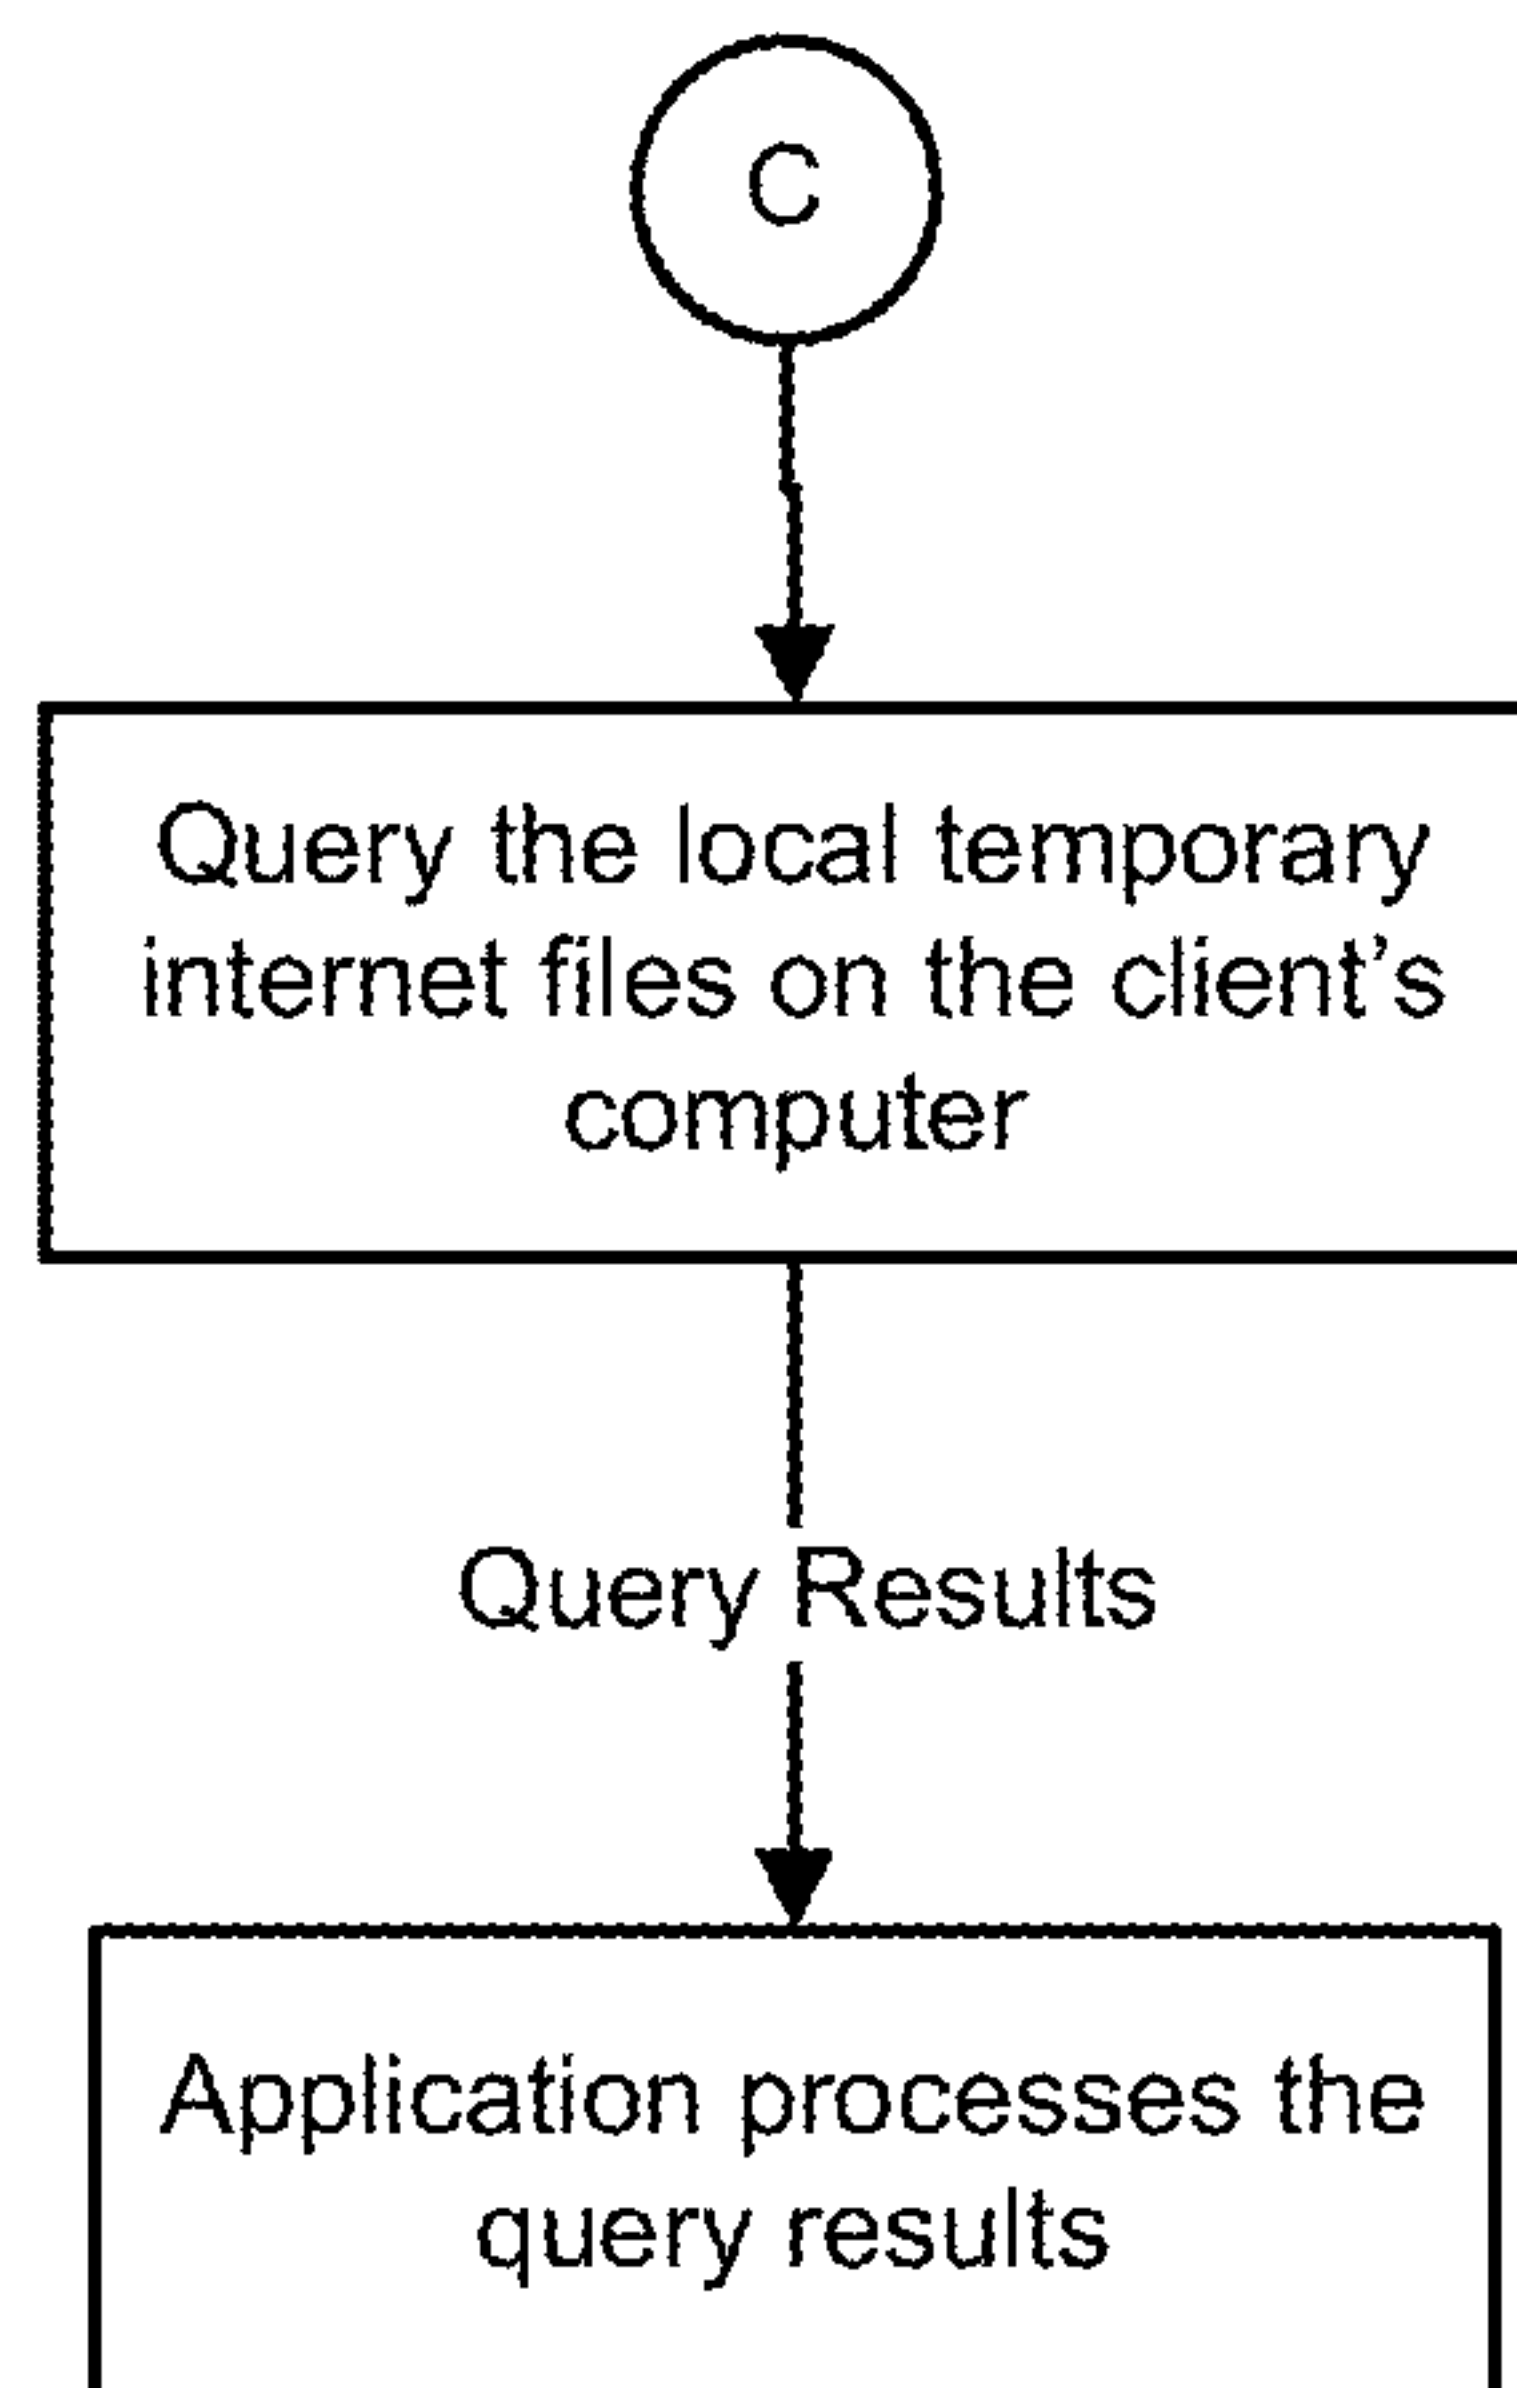 C
Query the local temporary
internet files on the client's
computer
Query Results
Application processes the
query results